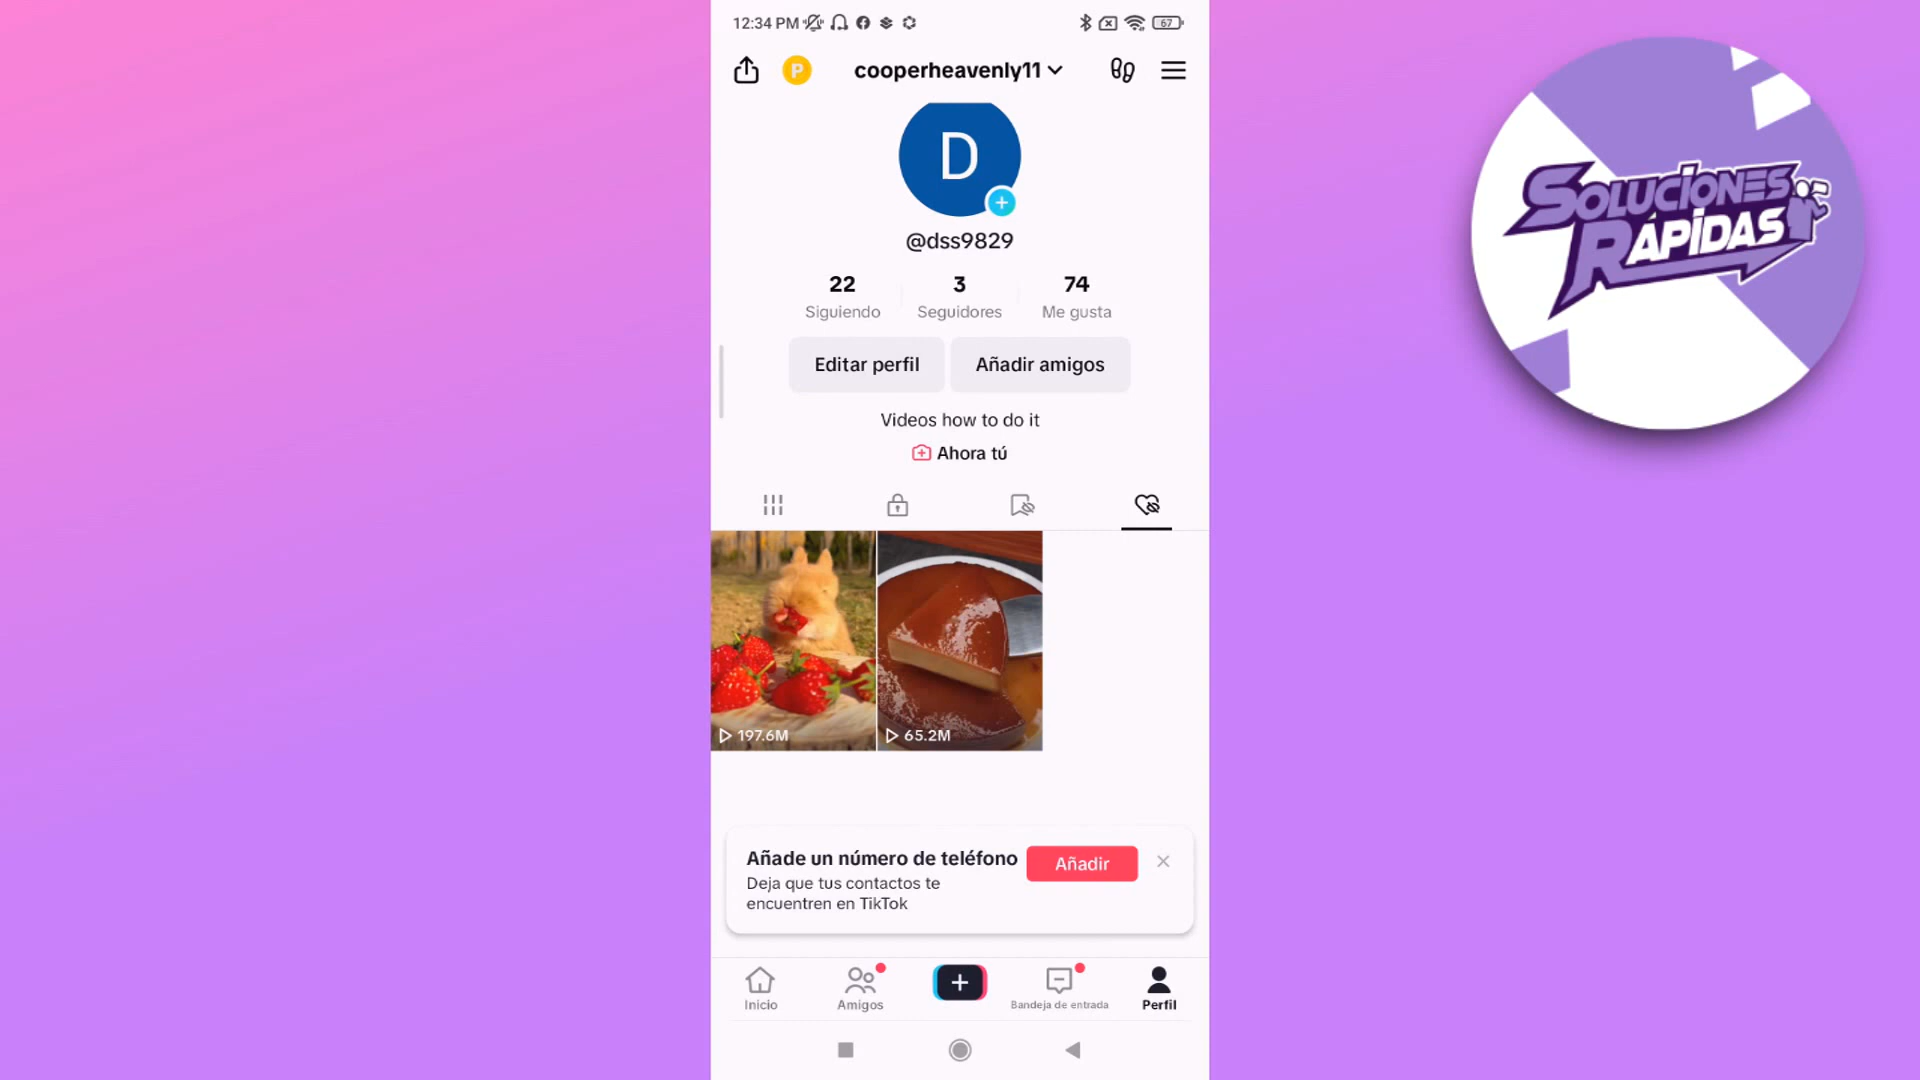 12:34 PM
67
P
cooperheavenly11
D
@dss9829
22
3
74
Siguiendo
Seguidores
Me gusta
Editar perfil
Añadir amigos
Videos how to do it
Ahora tú
197.6M
65.2M
Añade un número de teléfono
Añadir
Deja que tus contactos te
encuentren en TikTok
Inicio
Amigos
Bandeja de entrada
Perfil
SOLUCIONES
RÁPIDAS